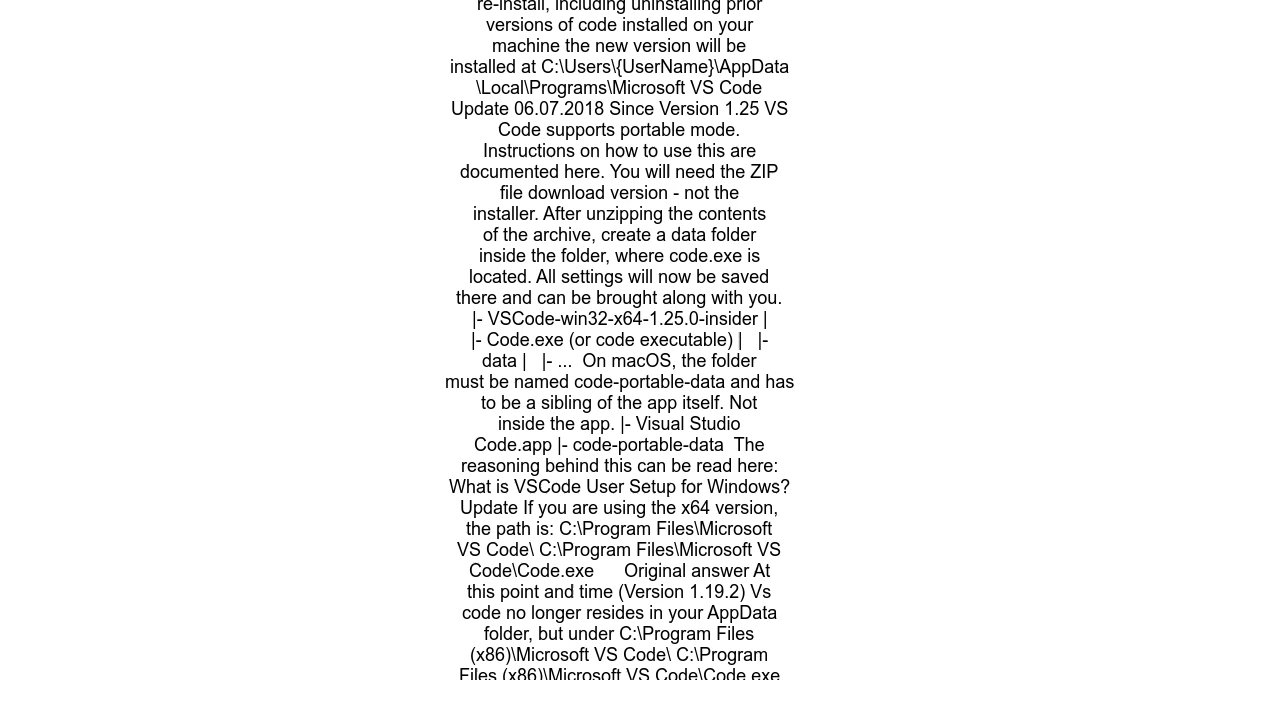 re-install, including uninstalling prior
versions of code installed on your
machine the new version will be
installed at C:\Users\{UserName}\AppData
\Local\Programs\Microsoft VS Code
Update 06.07.2018 Since Version 1.25 VS
Code supports portable mode.
Instructions on how to use this are
documented here. You will need the ZIP
file download version - not the
installer. After unzipping the contents
of the archive, create a data folder
inside the folder, where code.exe is
located. All settings will now be saved
there and can be brought along with you.
|- VSCode-win32-x64-1.25.0-insider |
|- Code.exe (or code executable) |   |-
data |   |- ...  On macOS, the folder
must be named code-portable-data and has
to be a sibling of the app itself. Not
inside the app. |- Visual Studio
Code.app |- code-portable-data  The
reasoning behind this can be read here:
What is VSCode User Setup for Windows?
Update If you are using the x64 version,
the path is: C:\Program Files\Microsoft
VS Code\ C:\Program Files\Microsoft VS
Code\Code.exe      Original answer At
this point and time (Version 1.19.2) Vs
code no longer resides in your AppData
folder, but under C:\Program Files
(x86)\Microsoft VS Code\ C:\Program
Files (x86)\Microsoft VS Code\Code.exe